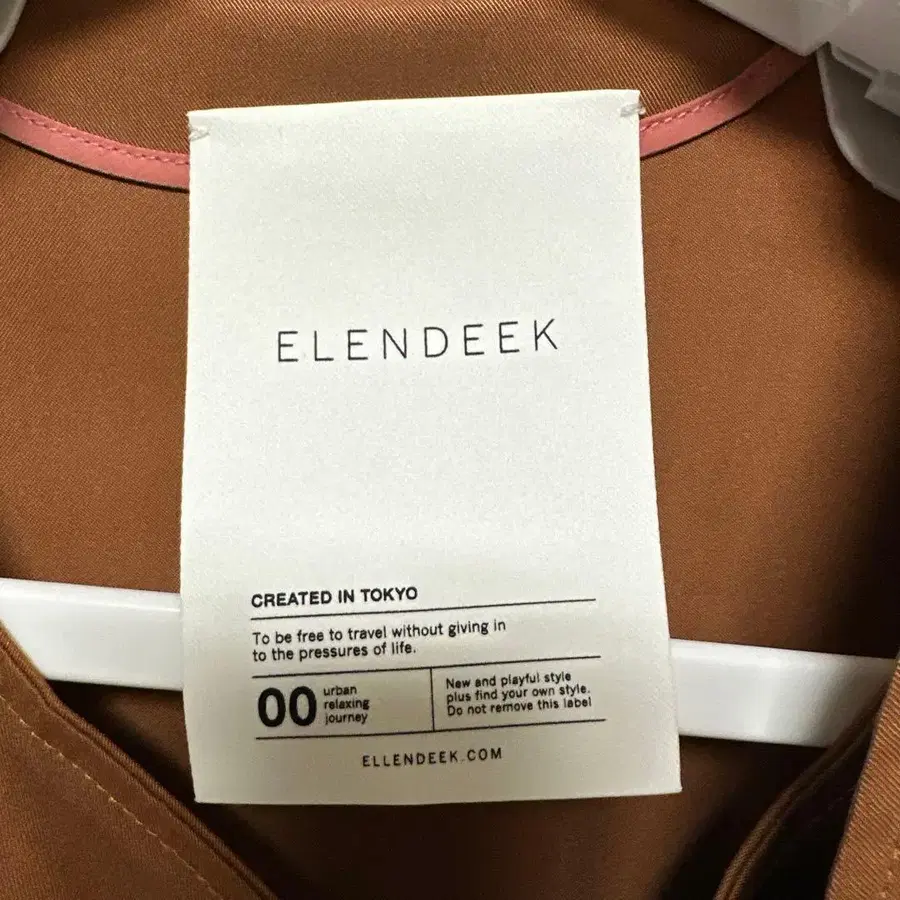 ELENDEEK
CREATED IN TOKYO
To be free to travel without giving in
to the pressures of life.
00
urban
relaxing
journey
New and playful style
plus find your own style.
Do not remove this label
ELLENDEEK.COM